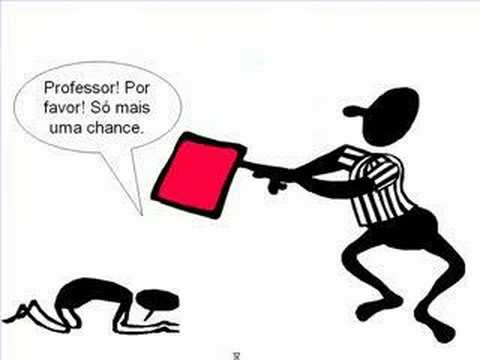 Professor! Por
favor! Só mais
uma chance.